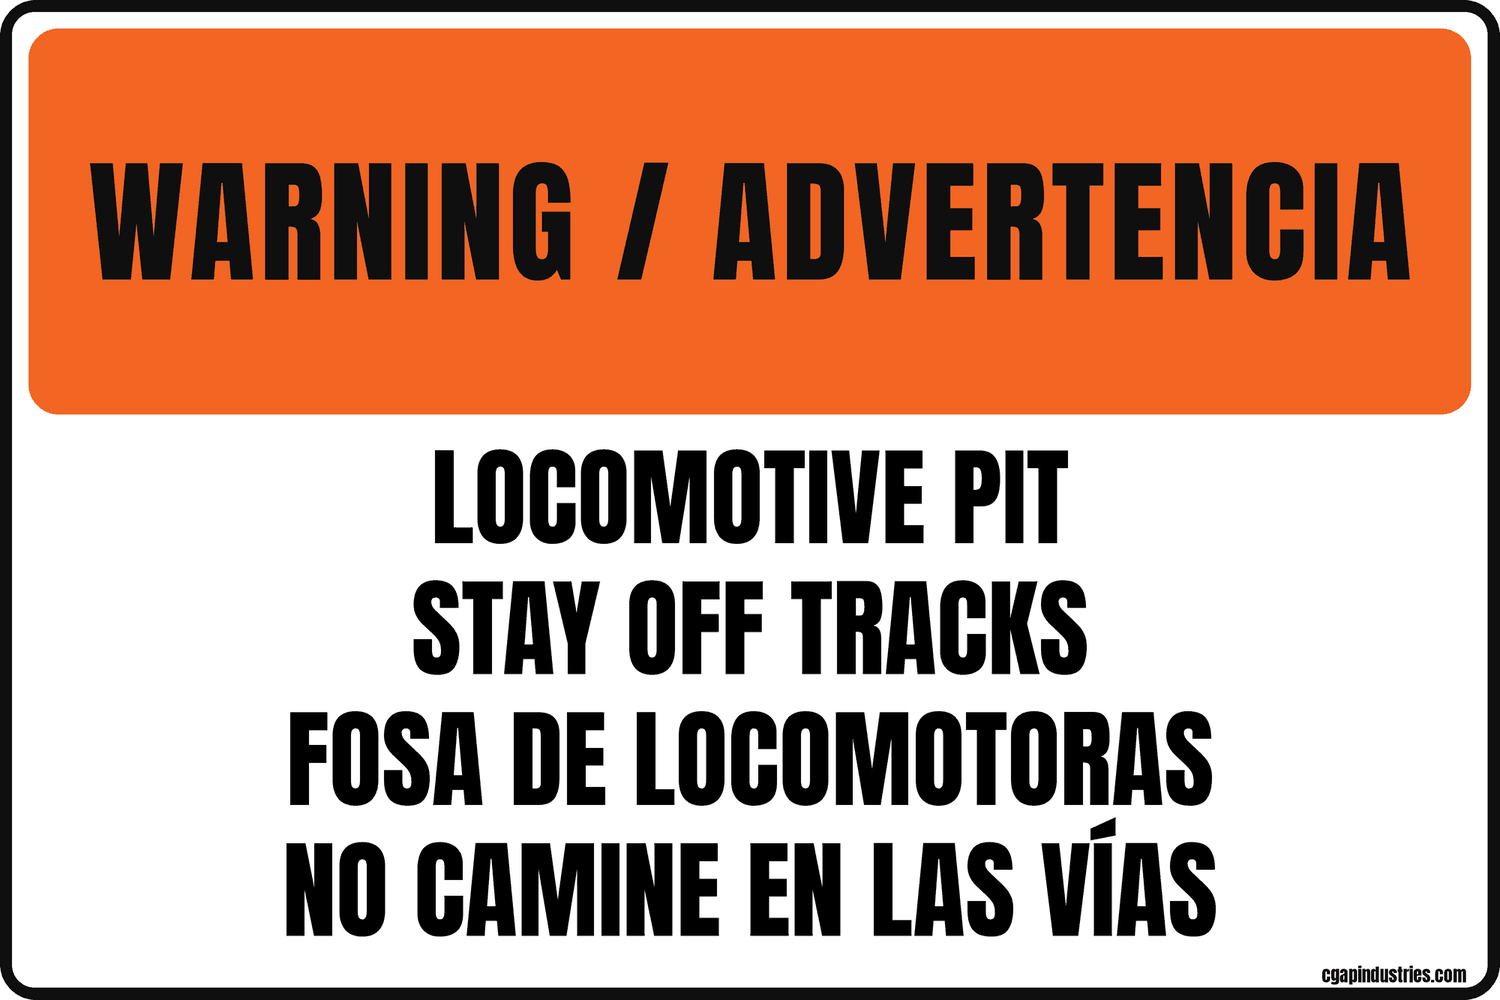 WARNING / ADVERTENCIA
LOCOMOTIVE PIT
STAY OFF TRACKS
FOSA DE LOCOMOTORAS
NO CAMINE EN LAS VÍAS
cgapindustries.com